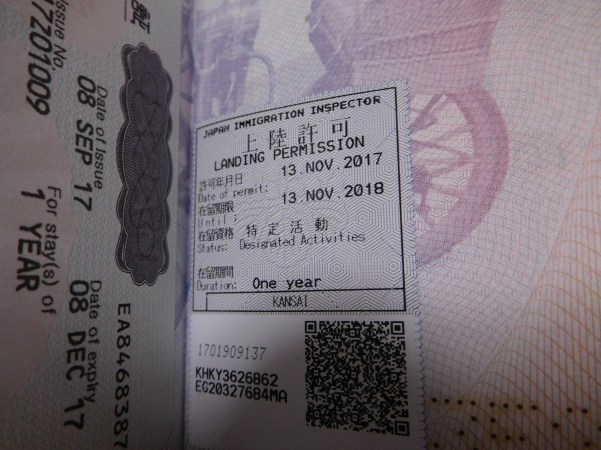 Issue No.
17201009
Date of Issue
08 SEP 17
Date of expiry
08 DEC 17
For stay(s) of
1 YEAR
EA8468387
JAPAN IMMIGRATION INSPECTOR
上陸許可
LANDING PERMISSION
許可年月日
Date of permit: 13.NOV.2017
在留期限
Until : 13.NOV.2018
在留資格 特定活動
Status: Designated Activities
在留期間
Duration: One year
KANSAI
1701909137
KHKY3626862
EG20327684MA